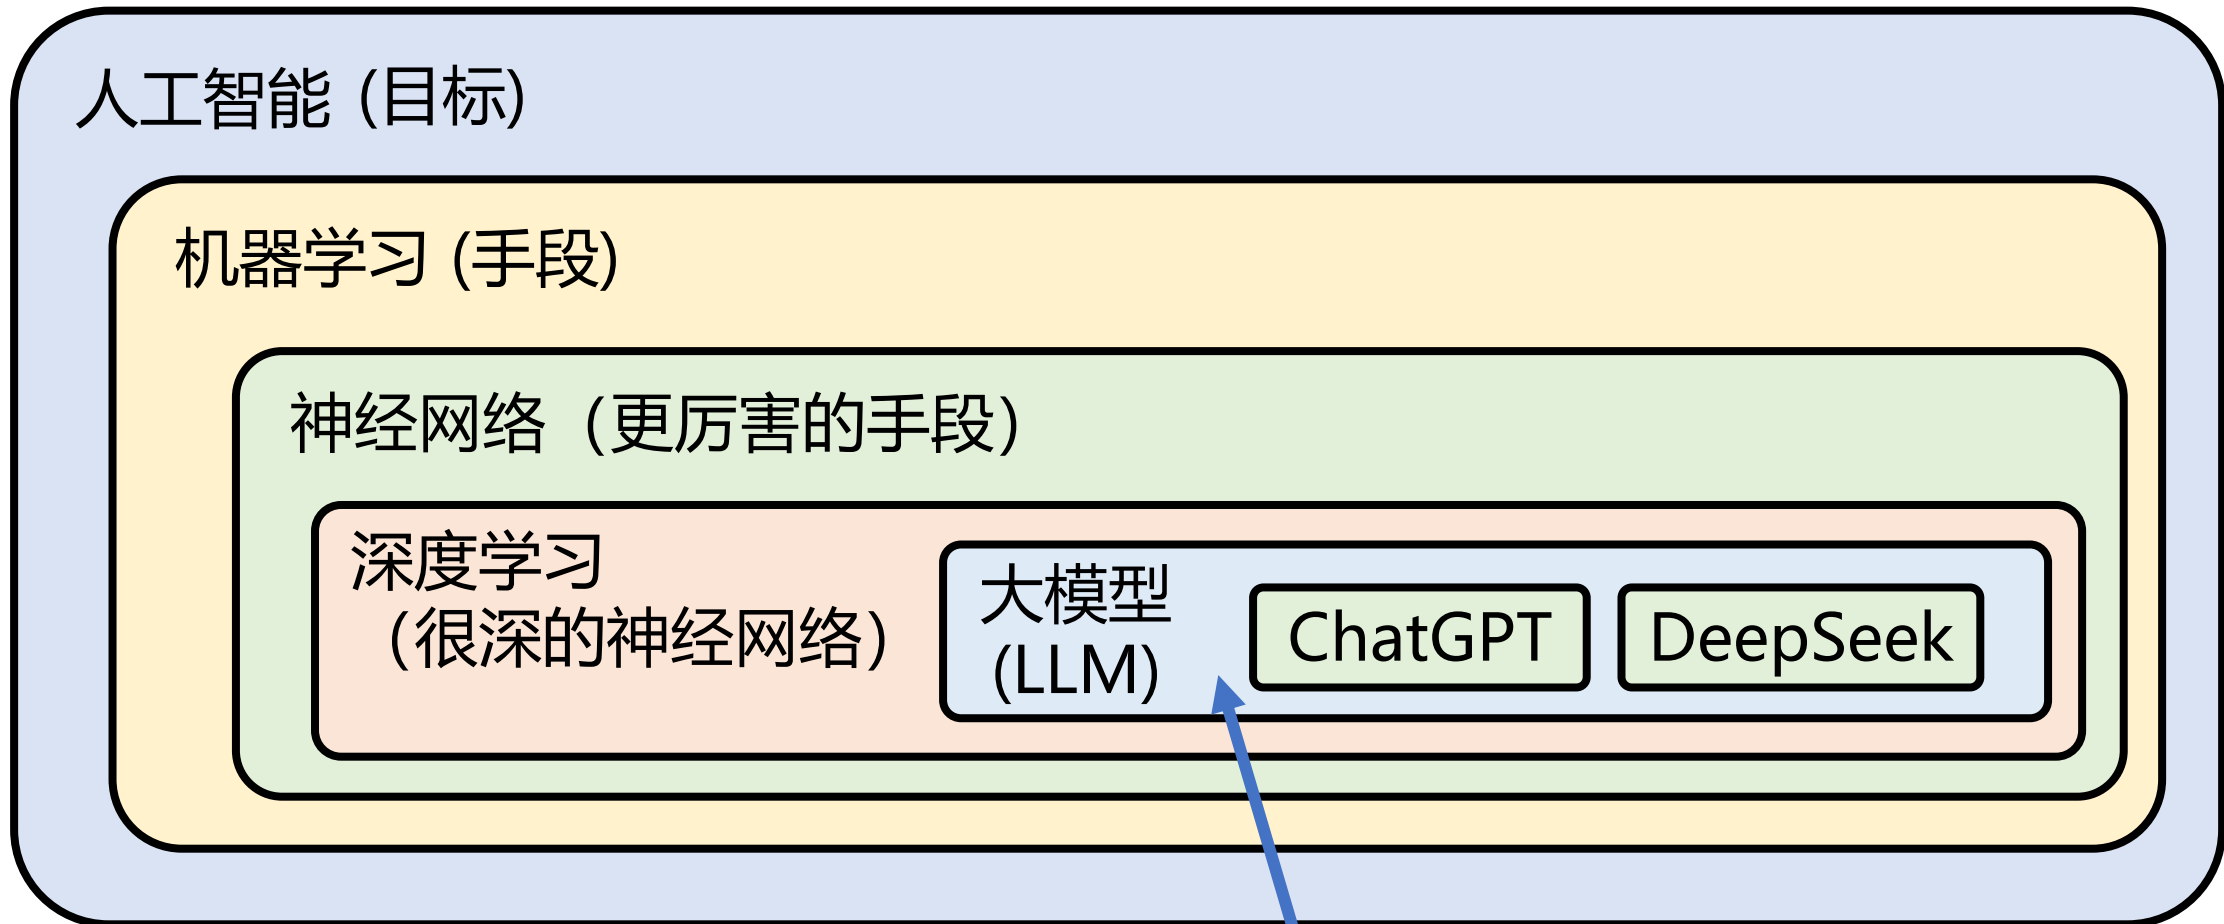 人工智能 (目标)
机器学习 (手段)
神经网络（更厉害的手段）
深度学习
（很深的神经网络）
大模型
(LLM)
ChatGPT
DeepSeek